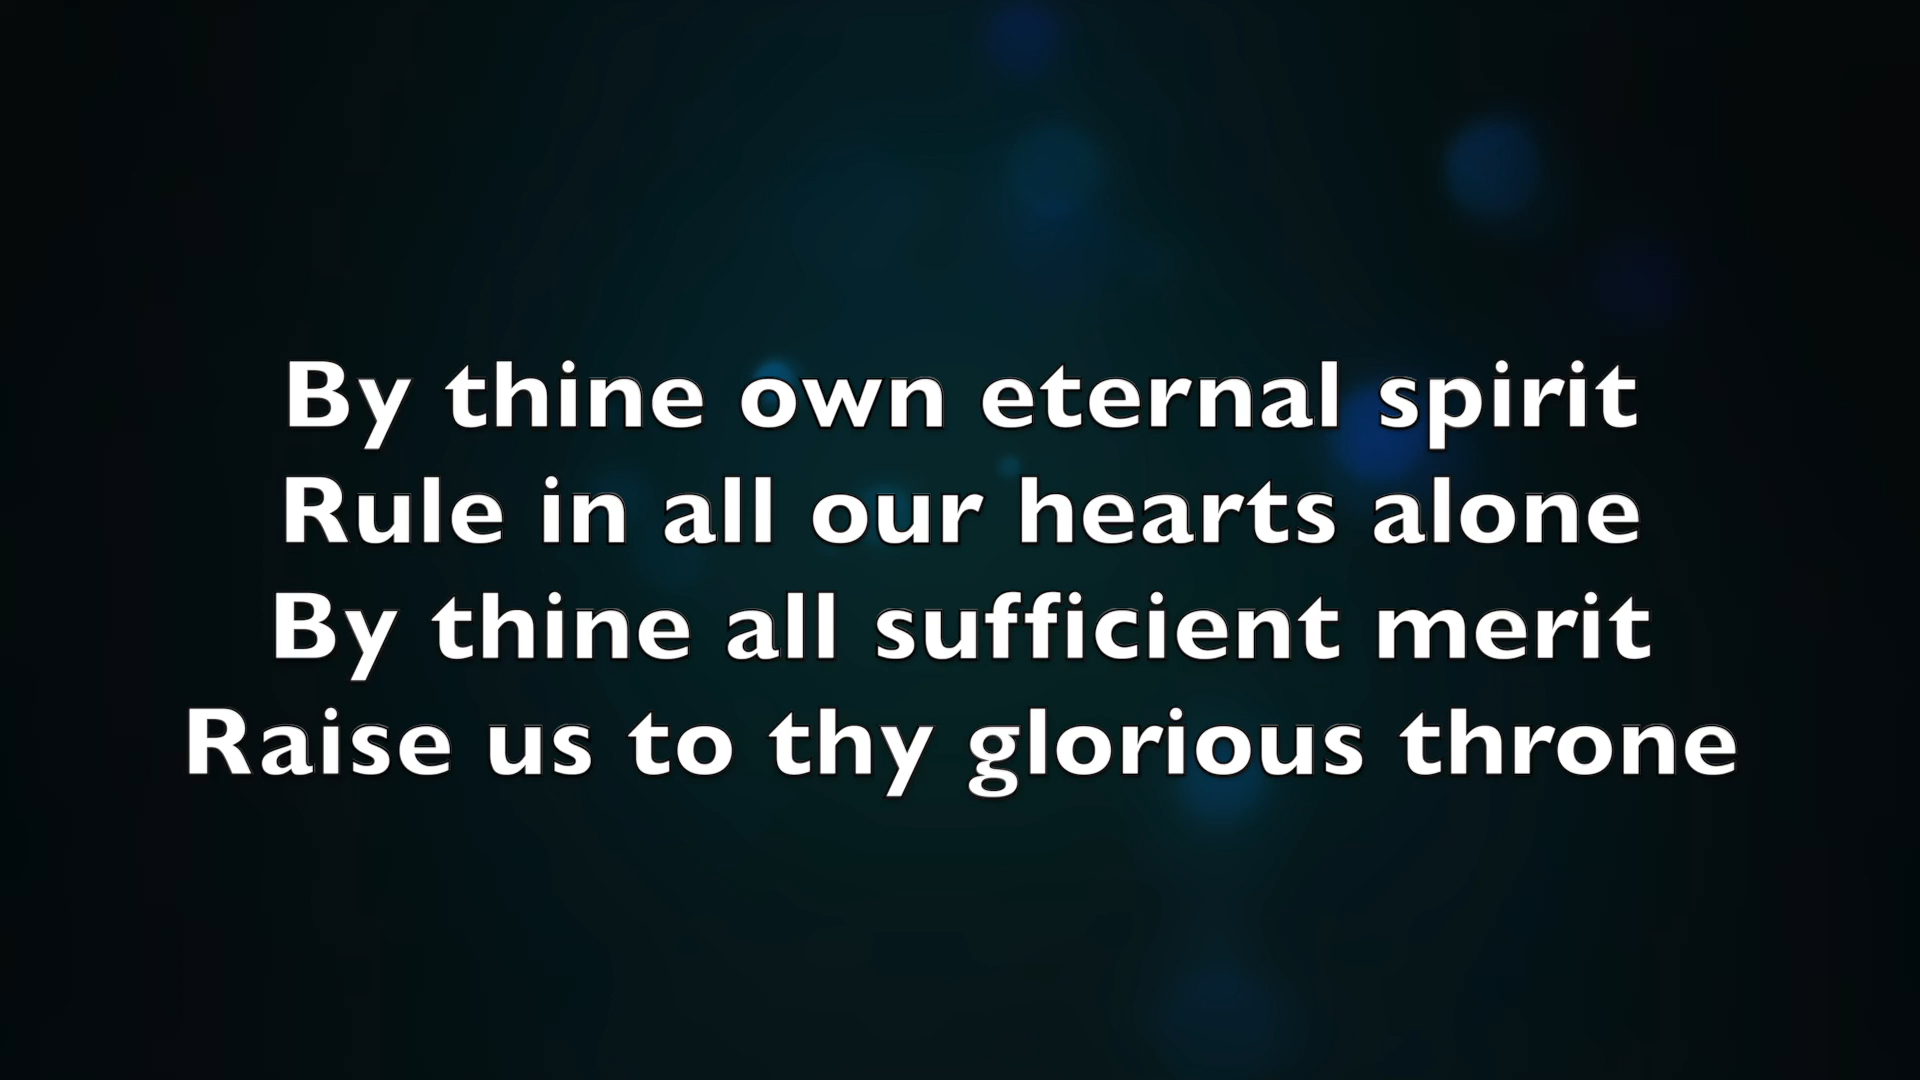 By thine own eternal spirit
Rule in all our hearts alone
By thine all sufficient merit
Raise us to thy glorious throne